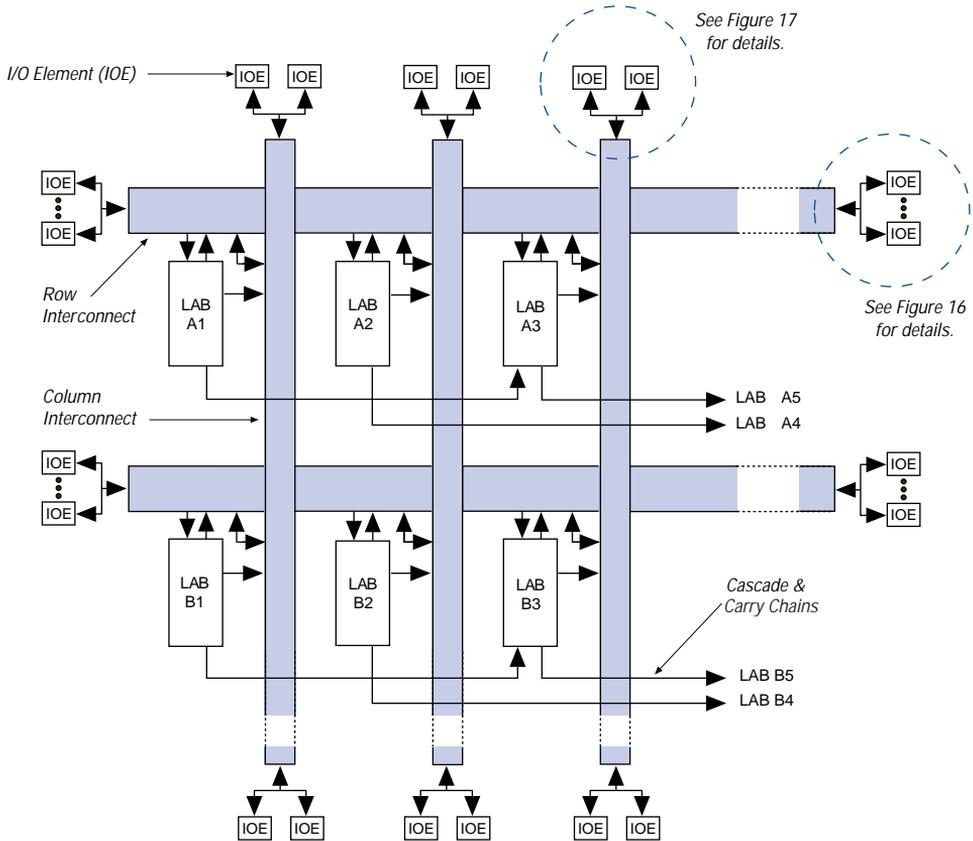 See Figure 17
for details.
I/O Element (IOE)
IOE IOE IOE IOE IOE IOE
IOE IOE
IOE IOE
Row
Interconnect
LAB
A1
LAB
A2
LAB
A3
See Figure 16
for details.
Column
Interconnect
LAB A5
LAB A4
IOE IOE
IOE IOE
LAB
B1
LAB
B2
LAB
B3
Cascade &
Carry Chains
LAB B5
LAB B4
IOE IOE IOE IOE IOE IOE